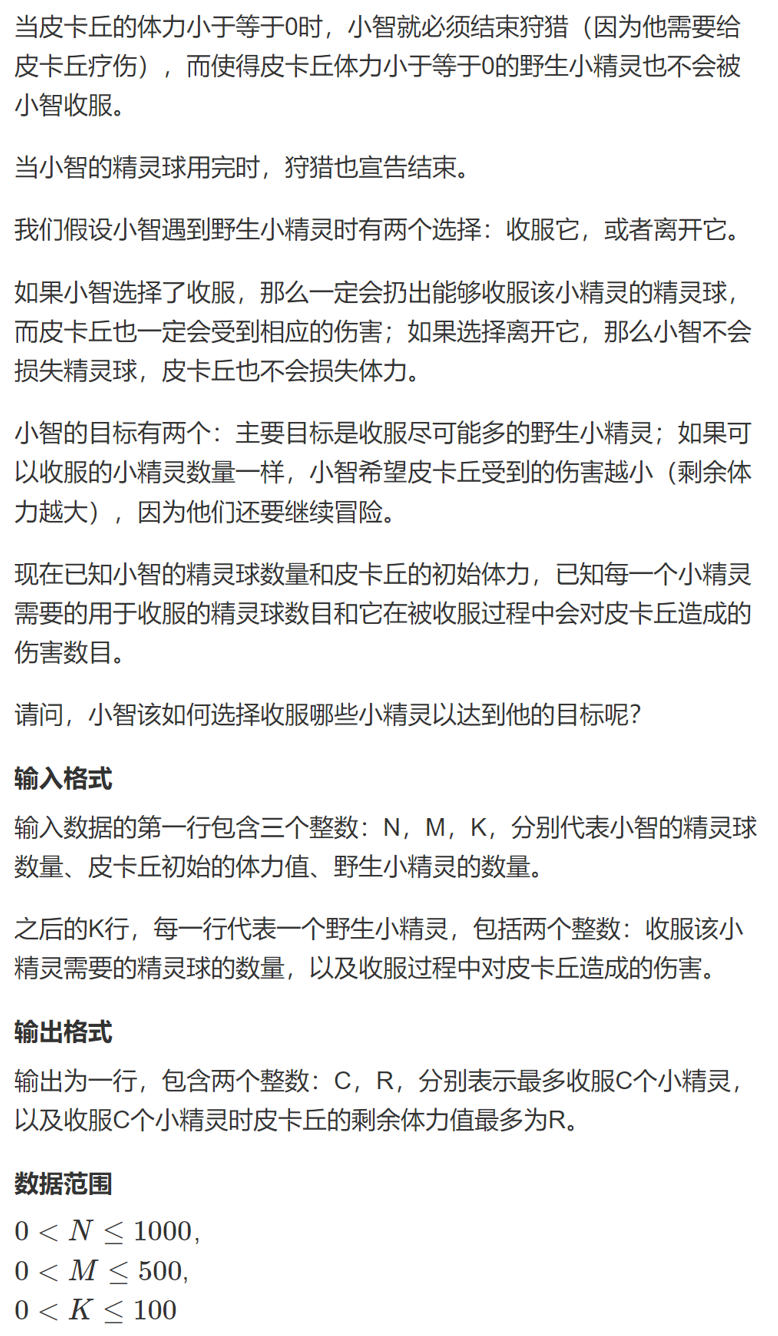 当皮卡丘的体力小于等于0时，小智就必须结束狩猎（因为他需要给
皮卡丘疗伤），而使得皮卡丘体力小于等于0的野生小精灵也不会被
小智收服。
当小智的精灵球用完时，狩猎也宣告结束。
我们假设小智遇到野生小精灵时有两个选择：收服它，或者离开它。
如果小智选择了收服，那么一定会扔出能够收服该小精灵的精灵球，
而皮卡丘也一定会受到相应的伤害；如果选择离开它，那么小智不会
损失精灵球，皮卡丘也不会损失体力。
小智的目标有两个：主要目标是收服尽可能多的野生小精灵；如果可
以收服的小精灵数量一样，小智希望皮卡丘受到的伤害越小（剩余体
力越大），因为他们还要继续冒险。
现在已知小智的精灵球数量和皮卡丘的初始体力，已知每一个小精灵
需要的用于收服的精灵球数目和它在被收服过程中会对皮卡丘造成的
伤害数目。
请问，小智该如何选择收服哪些小精灵以达到他的目标呢？
输入格式
输入数据的第一行包含三个整数：N，M，K，分别代表小智的精灵球
数量、皮卡丘初始的体力值、野生小精灵的数量。
之后的K行，每一行代表一个野生小精灵，包括两个整数：收服该小
精灵需要的精灵球的数量，以及收服过程中对皮卡丘造成的伤害。
输出格式
输出为一行，包含两个整数：C，R，分别表示最多收服C个小精灵，
以及收服C个小精灵时皮卡丘的剩余体力值最多为R。
数据范围
0 < N ≤ 1000,
0 < M ≤ 500,
0 < K ≤ 100